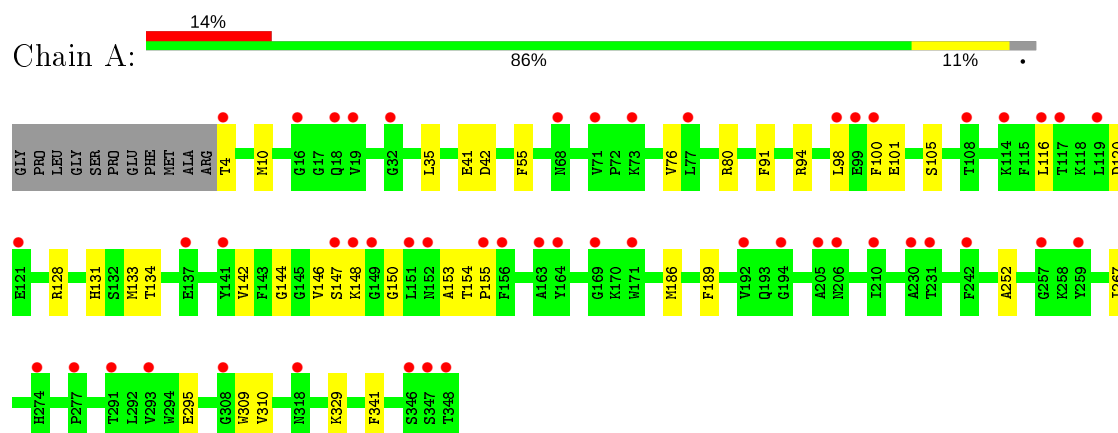 14%
Chain A:
86% 11% •
GLY PRO LEU GLY SER PRO GLU PHE MET ALA ARG T4 M10 G16 G17 Q18 V19 G32 L35 E41 D42 F55 N68 V71 P72 K73 V76 L77 R80 F91 R94 L98 E99 F100 E101 S105 T108 K114 F115 L116 T117 K118 L119 D120
E121 R128 H131 S132 M133 T134 E137 Y141 V142 F143 G144 G145 V146 S147 K148 G149 G150 L151 N152 A153 T154 P155 F156 A163 Y164 G169 K170 W171 M186 F189 V192 Q193 G194 A205 N206 I210 A230 T231 F242 A252 G257 K258 Y259
H274 P277 T291 L292 V293 W294 E295 G308 W309 V310 N318 K329 F341 S346 S347 T348